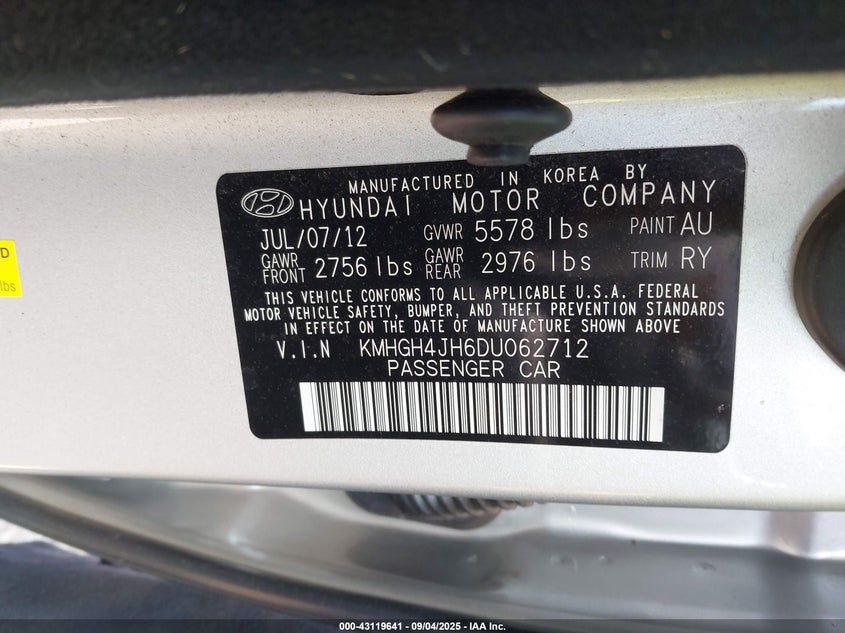 MANUFACTURED IN KOREA BY
HYUNDAI MOTOR COMPANY
JUL/07/12 GVWR 5578 lbs PAINT AU
GAWR FRONT 2756 lbs GAWR REAR 2976 lbs TRIM RY
THIS VEHICLE CONFORMS TO ALL APPLICABLE U.S.A. FEDERAL
MOTOR VEHICLE SAFETY, BUMPER, AND THEFT PREVENTION STANDARDS
IN EFFECT ON THE DATE OF MANUFACTURE SHOWN ABOVE
V.I.N KMHGH4JH6DU062712
PASSENGER CAR
D
lbs
000-43119641 | 09/04/2025 - IAA Inc.